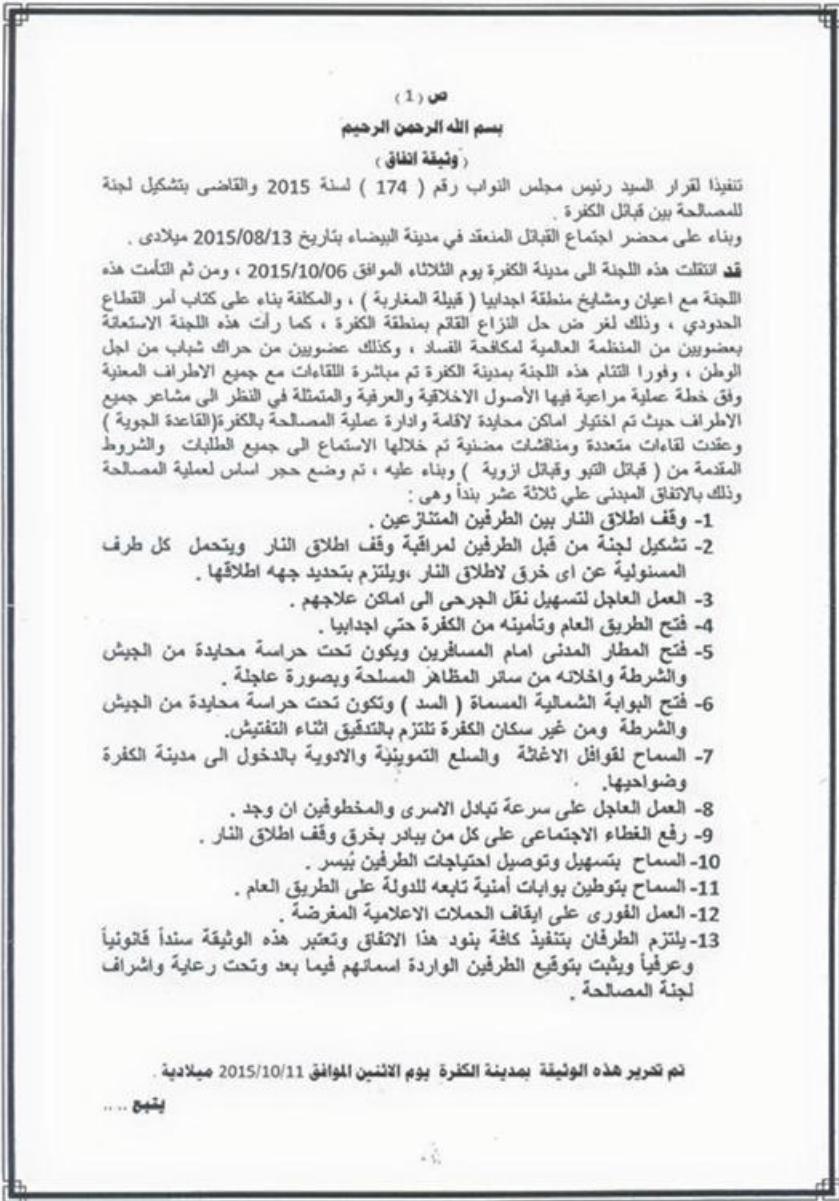 ص ( 1 )
بسم الله الرحمن الرحيم
( وثيقة اتفاق )
تنفيذا لقرار السيد رئيس مجلس النواب رقم ( 174 ) لسنة 2015 والقاضى بتشكيل لجنة
للمصالحة بين قبائل الكفرة .
وبناء على محضر اجتماع القبائل المنعقد في مدينة البيضاء بتاريخ 2015/08/13 ميلادى .
قد انتقلت هذه اللجنة الى مدينة الكفرة يوم الثلاثاء الموافق 2015/10/06 ، ومن ثم التأمت هذه
اللجنة مع اعيان ومشايخ منطقة اجدابيا ( قبيلة المغاربة ) ، والمكلفة بناء على كتاب آمر القطاع
الحدودي ، وذلك لغر ض حل النزاع القائم بمنطقة الكفرة ، كما رأت هذه اللجنة الاستعانة
بعضويين من المنظمة العالمية لمكافحة الفساد ، وكذلك عضويين من حراك شباب من اجل
الوطن ، وفورا التنام هذه اللجنة بمدينة الكفرة تم مباشرة اللقاءات مع جميع الاطراف المعنية
وفق خطة عملية مراعية فيها الأصول الاخلاقية والعرفية والمتمثلة في النظر الى مشاعر جميع
الاطراف حيث تم اختيار اماكن محايدة لاقامة وادارة عملية المصالحة بالكفرة(القاعدة الجوية )
وعقدت لقاءات متعددة ومناقشات مضنية تم خلالها الاستماع الى جميع الطلبات والشروط
المقدمة من ( قبائل التبو وقبائل ازوية ) وبناء عليه ، تم وضع حجر اساس لعملية المصالحة
وذلك بالاتفاق المبدئى علي ثلاثة عشر بندأ وهى :
1- وقف اطلاق النار بين الطرفين المتنازعين .
2- تشكيل لجنة من قبل الطرفين لمراقبة وقف اطلاق النار ويتحمل كل طرف
المسئولية عن اى خرق لاطلاق النار ،ويلتزم بتحديد جهه اطلاقها .
3- العمل العاجل لتسهيل نقل الجرحى الى اماكن علاجهم .
4- فتح الطريق العام وتأمينه من الكفرة حتي اجدابيا .
5- فتح المطار المدنى امام المسافرين ويكون تحت حراسة محايدة من الجيش
والشرطة واخلائه من سائر المظاهر المسلحة وبصورة عاجلة .
6- فتح البوابة الشمالية المسماة ( السد ) وتكون تحت حراسة محايدة من الجيش
والشرطة ومن غير سكان الكفرة تلتزم بالتدقيق اثناء التفتيش.
7- السماح لقوافل الاغاثة والسلع التموينية والادوية بالدخول الى مدينة الكفرة
وضواحيها.
8- العمل العاجل على سرعة تبادل الاسرى والمخطوفين ان وجد .
9- رفع الغطاء الاجتماعى على كل من يبادر بخرق وقف اطلاق النار .
10- السماح بتسهيل وتوصيل احتياجات الطرفين بُيسر .
11- السماح بتوطين بوابات أمنية تابعه للدولة على الطريق العام .
12- العمل الفورى على ايقاف الحملات الاعلامية المغرضة .
13- يلتزم الطرفان بتنفيذ كافة بنود هذا الاتفاق وتعتبر هذه الوثيقة سنداً قانونياً
وعرفياً ويثبت بتوقيع الطرفين الواردة اسمائهم فيما بعد وتحت رعاية واشراف
لجنة المصالحة .
تم تحرير هذه الوثيقة بمدينة الكفرة يوم الاثنين الموافق 2015/10/11 ميلادية .
يتبع .. ..